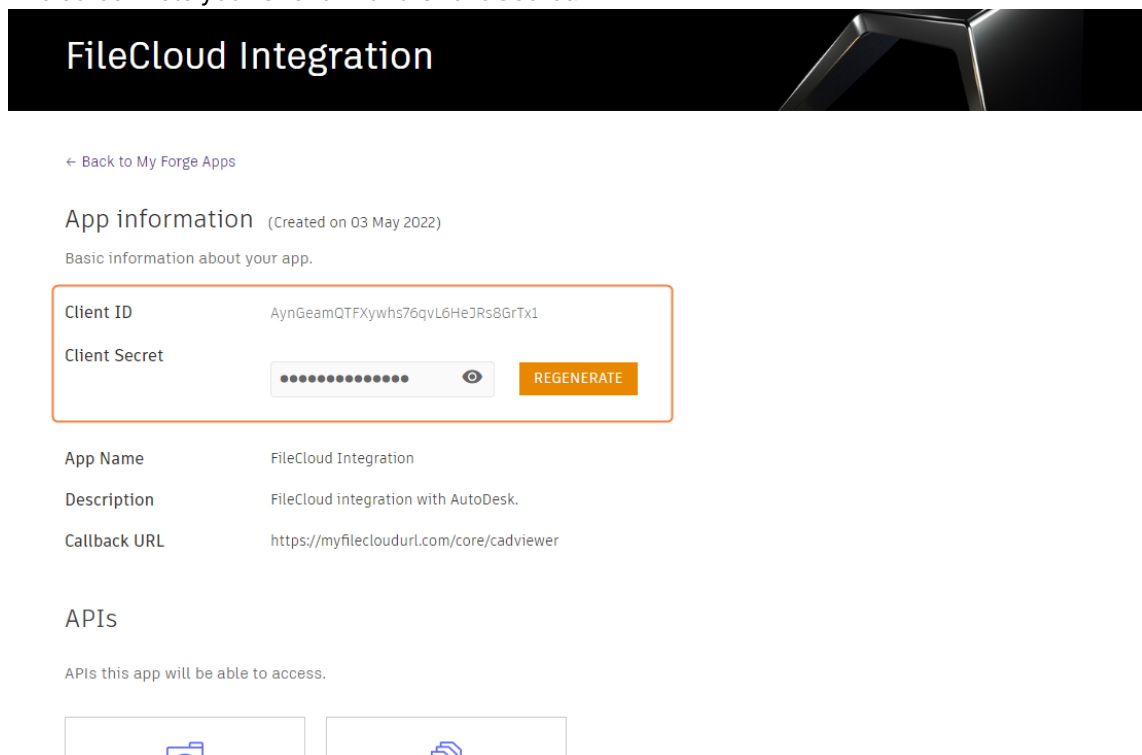 FileCloud Integration
← Back to My Forge Apps
App information (Created on 03 May 2022)
Basic information about your app.
Client ID AynGeamQTFXywhs76qvL6HeJRs8GrTx1
Client Secret
●●●●●●●●●●●●●● REGENERATE
App Name FileCloud Integration
Description FileCloud integration with AutoDesk.
Callback URL https://myfilecloudurl.com/core/cadviewer
APIs
APIs this app will be able to access.